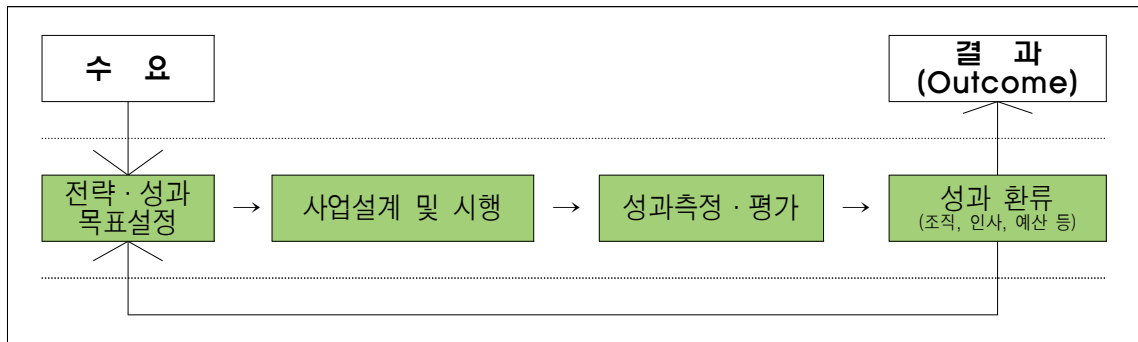 수 요
결 과
(Outcome)
전략 · 성과
목표설정
→
사업설계 및 시행
→
성과측정 · 평가
→
성과 환류
(조직, 인사, 예산 등)